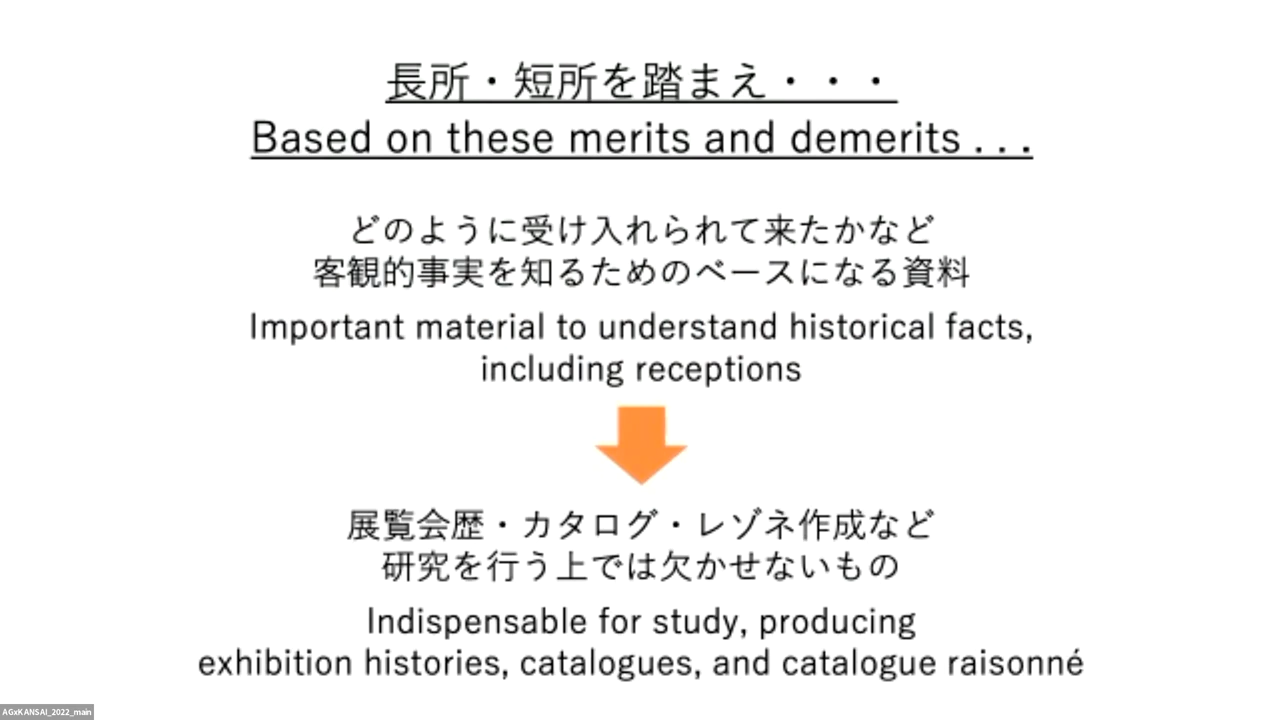 長所・短所を踏まえ・・・
Based on these merits and demerits . . .
どのように受け入れられて来たかなど
客観的事実を知るためのベースになる資料
Important material to understand historical facts,
including receptions
展覧会歴・カタログ・レゾネ作成など
研究を行う上では欠かせないもの
Indispensable for study, producing
exhibition histories, catalogues, and catalogue raisonné
AGxKANSAI_2022_main